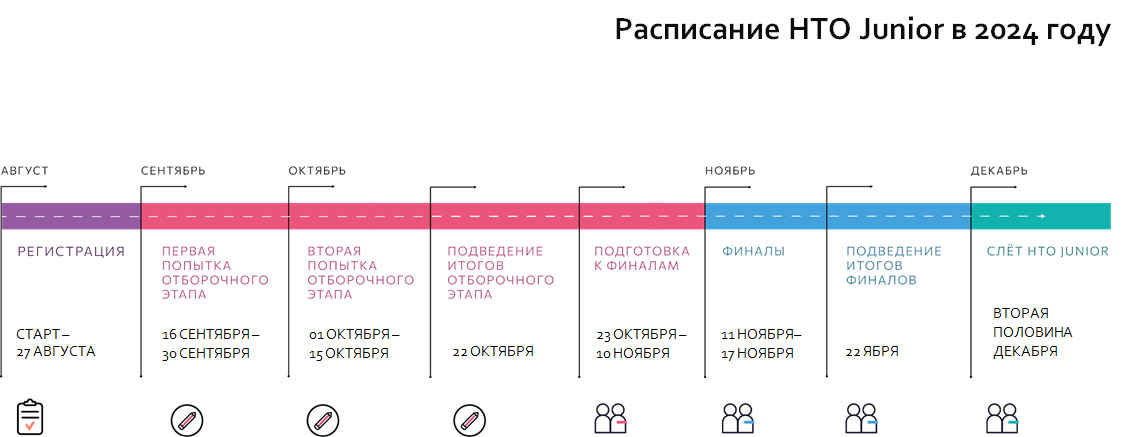 Расписание НТО Junior в 2024 году
АВГУСТ
СЕНТЯБРЬ
ОКТЯБРЬ
НОЯБРЬ
ДЕКАБРЬ
РЕГИСТРАЦИЯ
СТАРТ –
27 АВГУСТА
ПЕРВАЯ
ПОПЫТКА
ОТБОРОЧНОГО
ЭТАПА
16 СЕНТЯБРЯ –
30 СЕНТЯБРЯ
ВТОРАЯ
ПОПЫТКА
ОТБОРОЧНОГО
ЭТАПА
01 ОКТЯБРЯ –
15 ОКТЯБРЯ
ПОДВЕДЕНИЕ
ИТОГОВ
ОТБОРОЧНОГО
ЭТАПА
22 ОКТЯБРЯ
ПОДГОТОВКА
К ФИНАЛАМ
23 ОКТЯБРЯ –
10 НОЯБРЯ
ФИНАЛЫ
11 НОЯБРЯ–
17 НОЯБРЯ
ПОДВЕДЕНИЕ
ИТОГОВ
ФИНАЛОВ
22 ЯБРЯ
СЛЁТ НТО JUNIOR
ВТОРАЯ
ПОЛОВИНА
ДЕКАБРЯ